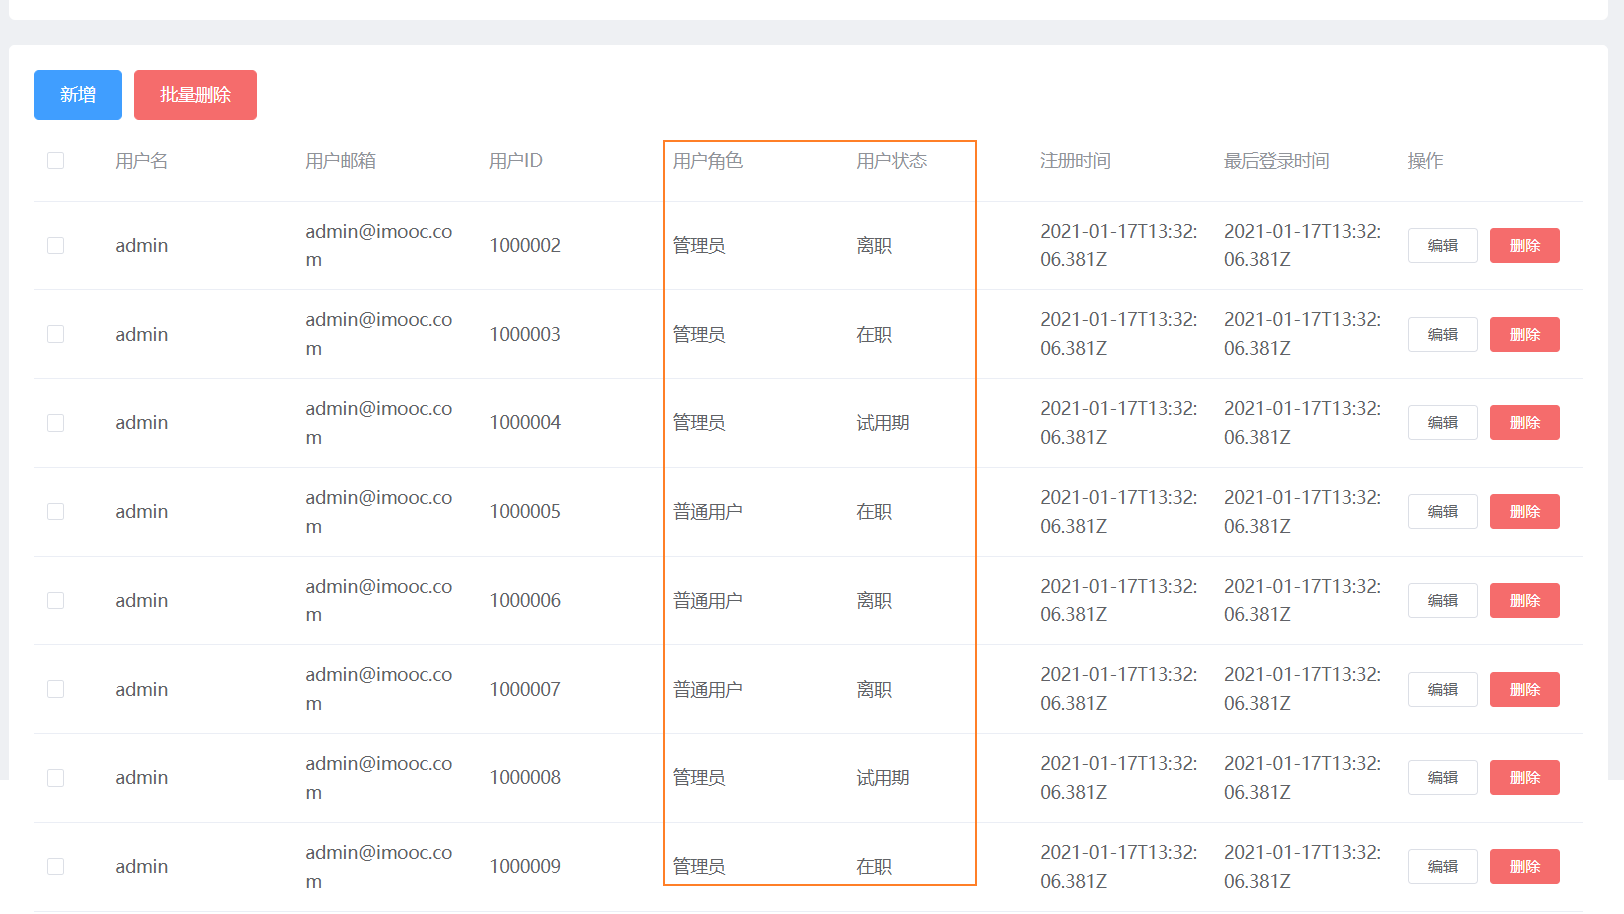 新增 批量删除
用户名 用户邮箱 用户ID 用户角色 用户状态 注册时间 最后登录时间 操作
admin admin@imooc.co
m 1000002 管理员 离职 2021-01-17T13:32:
06.381Z 2021-01-17T13:32:
06.381Z 编辑 删除
admin admin@imooc.co
m 1000003 管理员 在职 2021-01-17T13:32:
06.381Z 2021-01-17T13:32:
06.381Z 编辑 删除
admin admin@imooc.co
m 1000004 管理员 试用期 2021-01-17T13:32:
06.381Z 2021-01-17T13:32:
06.381Z 编辑 删除
admin admin@imooc.co
m 1000005 普通用户 在职 2021-01-17T13:32:
06.381Z 2021-01-17T13:32:
06.381Z 编辑 删除
admin admin@imooc.co
m 1000006 普通用户 离职 2021-01-17T13:32:
06.381Z 2021-01-17T13:32:
06.381Z 编辑 删除
admin admin@imooc.co
m 1000007 普通用户 离职 2021-01-17T13:32:
06.381Z 2021-01-17T13:32:
06.381Z 编辑 删除
admin admin@imooc.co
m 1000008 管理员 试用期 2021-01-17T13:32:
06.381Z 2021-01-17T13:32:
06.381Z 编辑 删除
admin admin@imooc.co
m 1000009 管理员 在职 2021-01-17T13:32:
06.381Z 2021-01-17T13:32:
06.381Z 编辑 删除